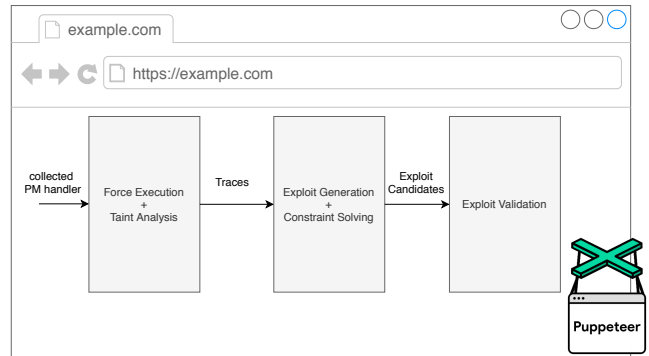 example.com
https://example.com
collected
PM handler
Force Execution
+
Taint Analysis
Traces
Exploit Generation
+
Constraint Solving
Exploit
Candidates
Exploit Validation
Puppeteer